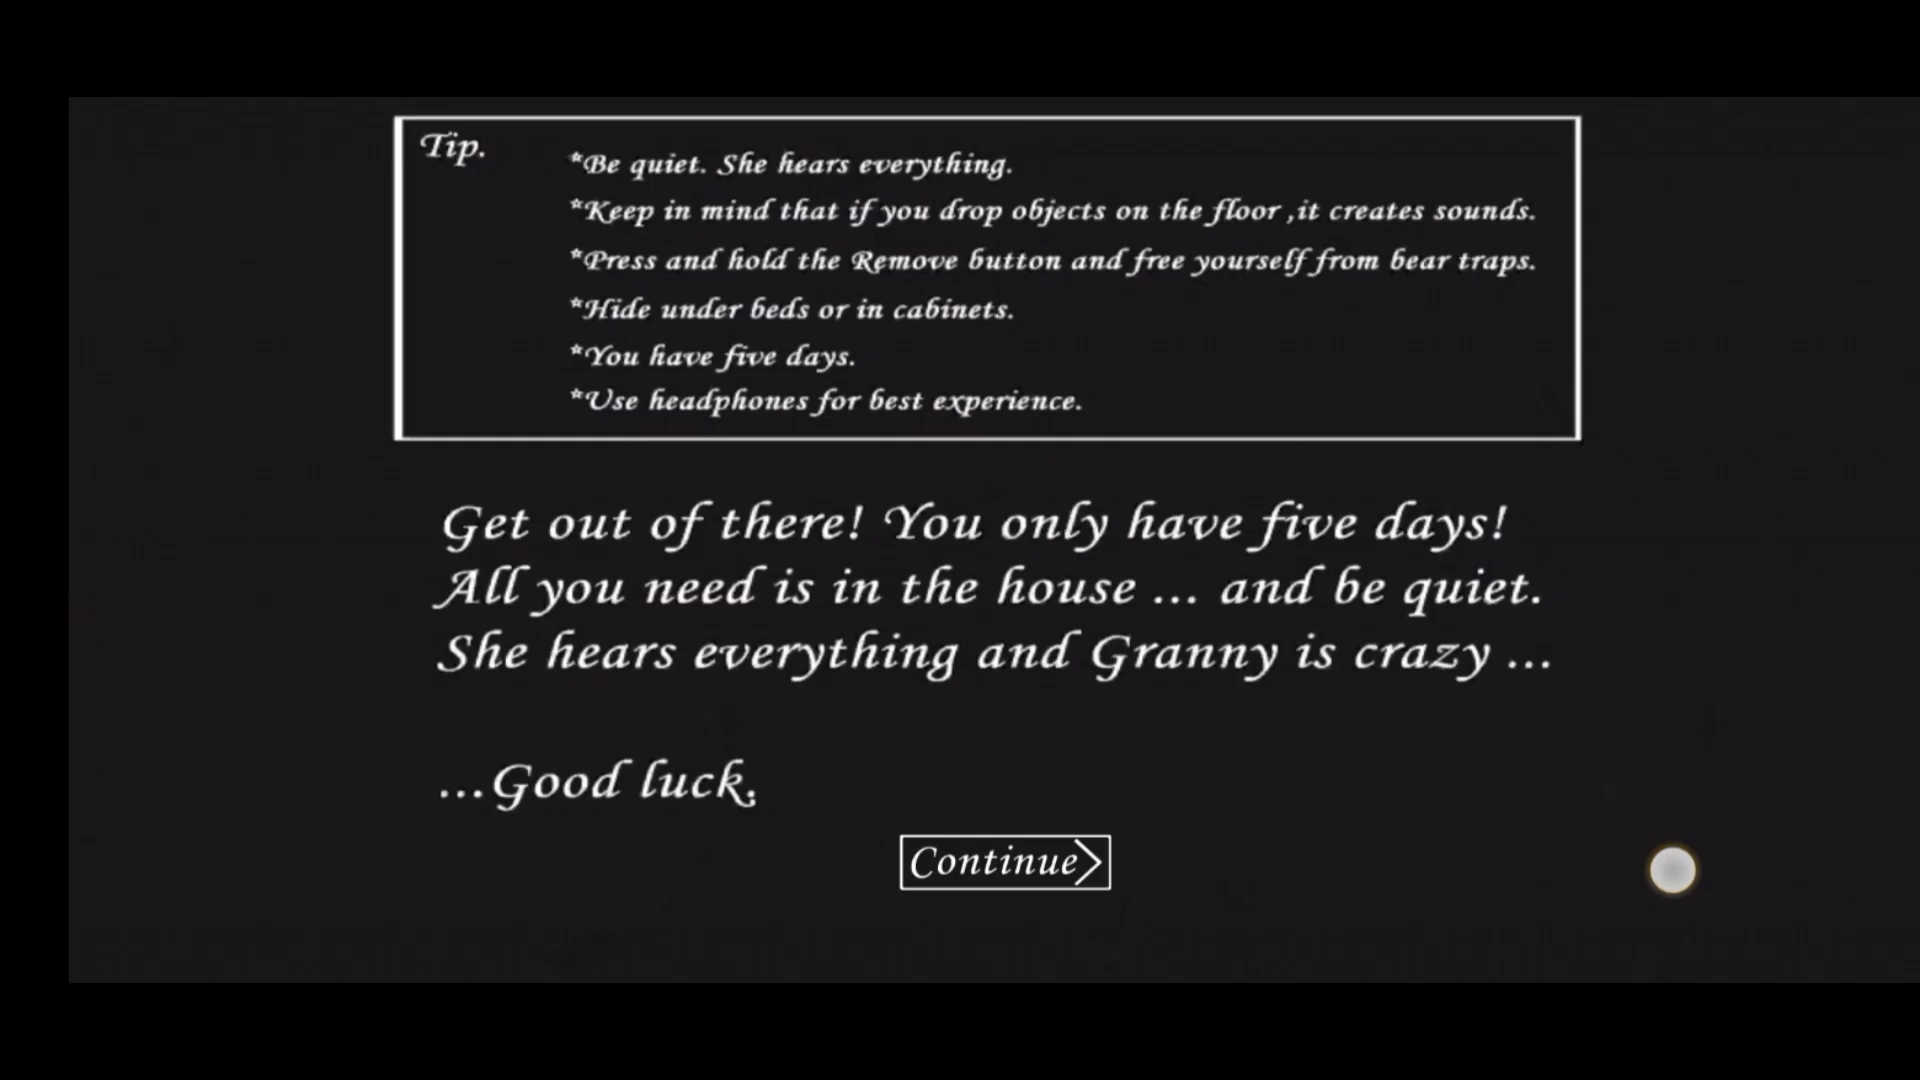 Tip.
*Be quiet. She hears everything.
*Keep in mind that if you drop objects on the floor ,it creates sounds.
*Press and hold the Remove button and free yourself from bear traps.
*Hide under beds or in cabinets.
*You have five days.
*Use headphones for best experience.
Get out of there! You only have five days!
All you need is in the house ... and be quiet.
She hears everything and Granny is crazy ...
...Good luck.
Continue